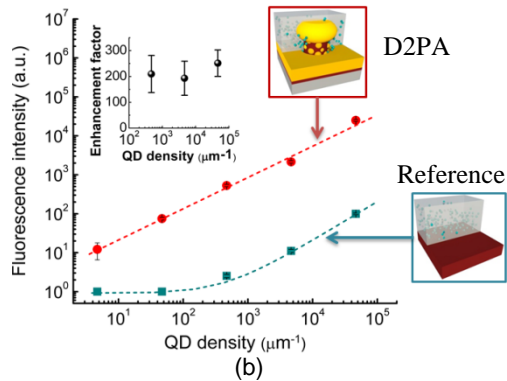 D2PA
Reference
Fluorescence intensity (a.u.)
10⁷
10⁶
10⁵
10⁴
10³
10²
10¹
10⁰
Enhancement factor
300
200
100
0
10³ 10⁴ 10⁵
QD density (μm⁻¹)
10¹ 10² 10³ 10⁴ 10⁵
QD density (μm⁻¹)
(b)